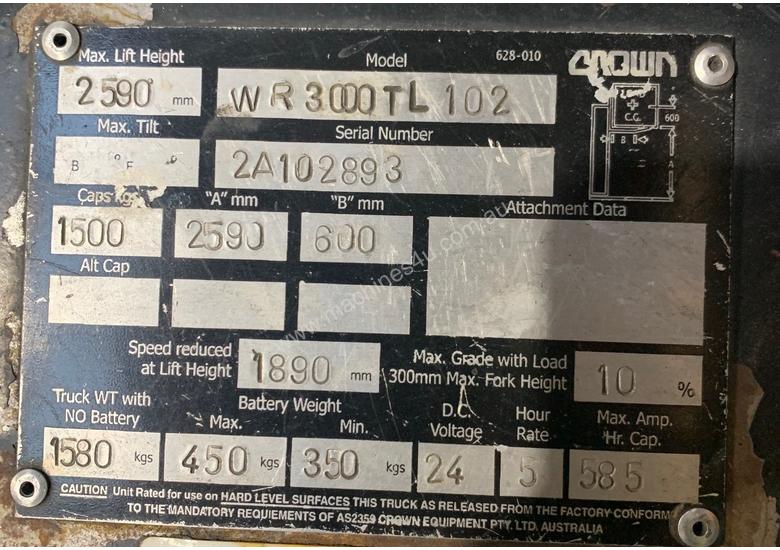 Max. Lift Height Model 628-010 CROWN
2590 mm WR3000TL102
LOAD
C.G. 600
Max. Tilt Serial Number
B °F ° 2A102893
B A
Caps Kgs "A" mm "B" mm Attachment Data
1500 2590 600
Alt Cap
www.machines4u.com.au
Speed reduced at Lift Height 1890 mm Max. Grade with Load 300mm Max. Fork Height 10 %
Truck WT with NO Battery Battery Weight D.C. Voltage Hour Rate Max. Amp. Hr. Cap.
Max. Min.
1580 kgs 450 kgs 350 kgs 24 5 585
CAUTION Unit Rated for use on HARD LEVEL SURFACES THIS TRUCK AS RELEASED FROM THE FACTORY CONFORMS
TO THE MANDATORY REQUIEMENTS OF AS2359 CROWN EQUIPMENT PTY. LTD. AUSTRALIA